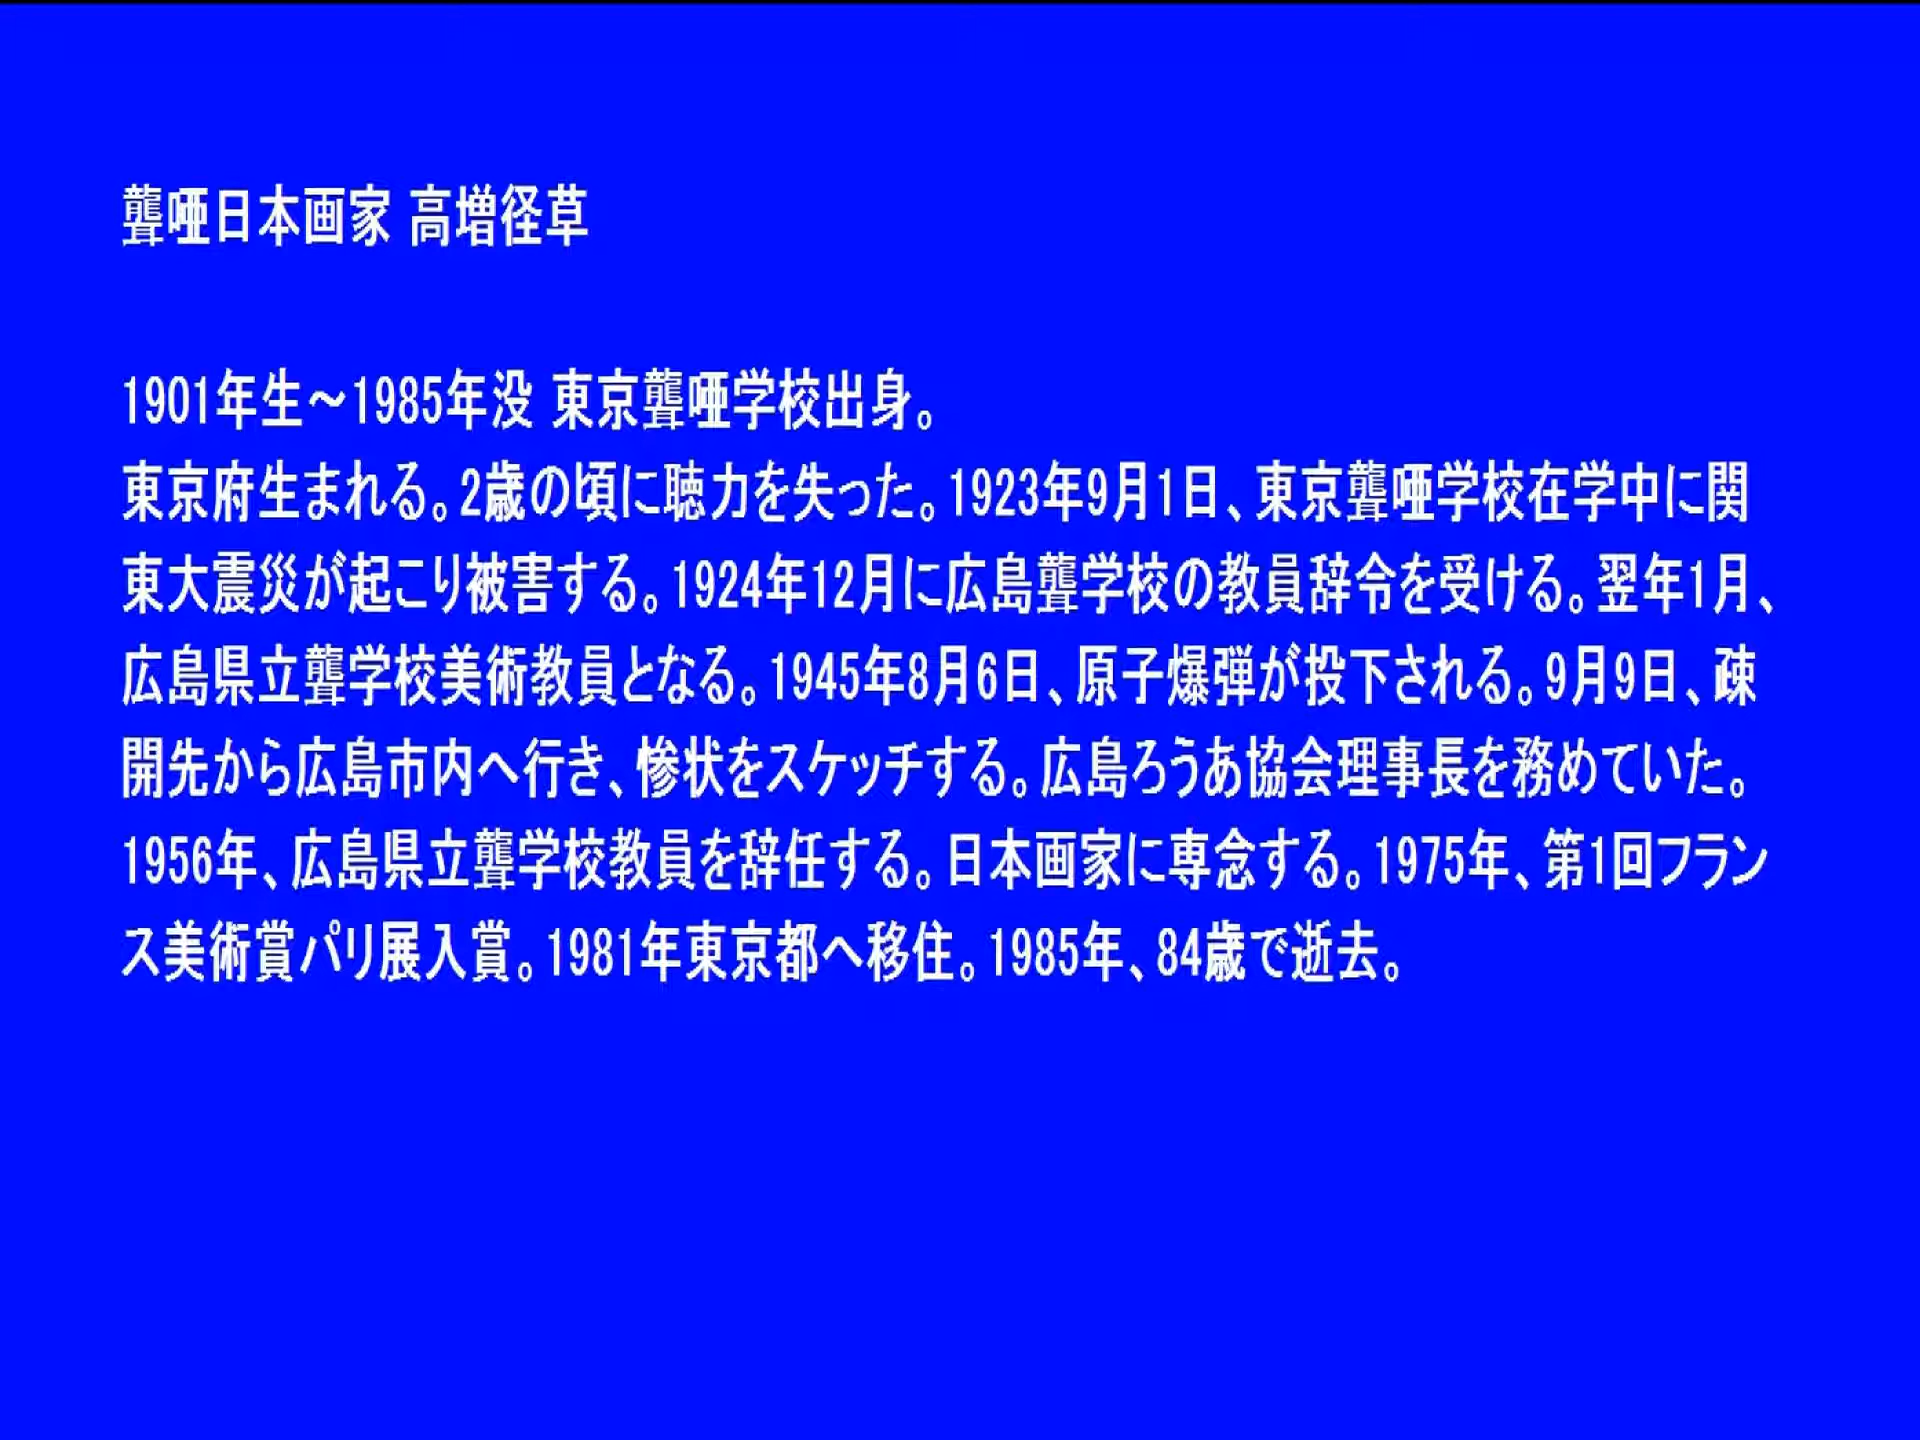 聾唖日本画家 高増径草
1901年生～1985年没 東京聾唖学校出身。
東京府生まれる。2歳の頃に聴力を失った。1923年9月1日、東京聾唖学校在学中に関
東大震災が起こり被害する。1924年12月に広島聾学校の教員辞令を受ける。翌年1月、
広島県立聾学校美術教員となる。1945年8月6日、原子爆弾が投下される。9月9日、疎
開先から広島市内へ行き、惨状をスケッチする。広島ろうあ協会理事長を務めていた。
1956年、広島県立聾学校教員を辞任する。日本画家に専念する。1975年、第1回フラン
ス美術賞パリ展入賞。1981年東京都へ移住。1985年、84歳で逝去。